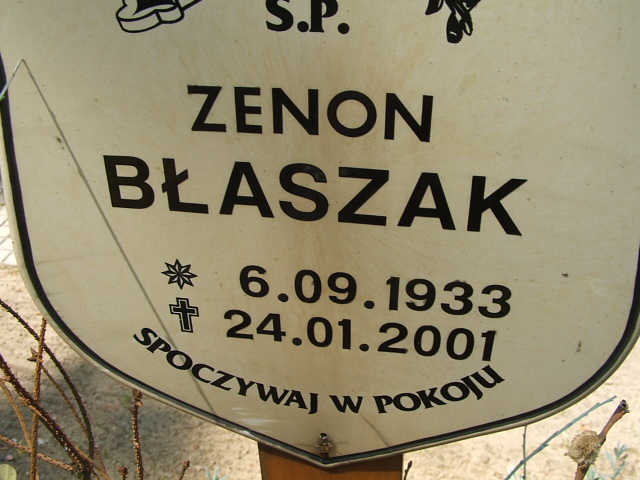 S.P.
ZENON
BŁASZAK
6.09.1933
24.01.2001
SPOCZYWAJ W POKOJU